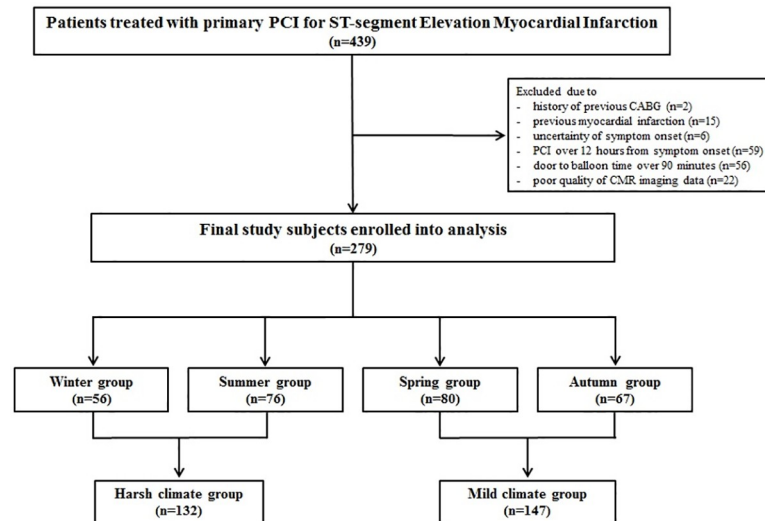 Patients treated with primary PCI for ST-segment Elevation Myocardial Infarction
(n=439)
Excluded due to
- history of previous CABG (n=2)
- previous myocardial infarction (n=15)
- uncertainty of symptom onset (n=6)
- PCI over 12 hours from symptom onset (n=59)
- door to balloon time over 90 minutes (n=56)
- poor quality of CMR imaging data (n=22)
Final study subjects enrolled into analysis
(n=279)
Winter group
(n=56)
Summer group
(n=76)
Spring group
(n=80)
Autumn group
(n=67)
Harsh climate group
(n=132)
Mild climate group
(n=147)